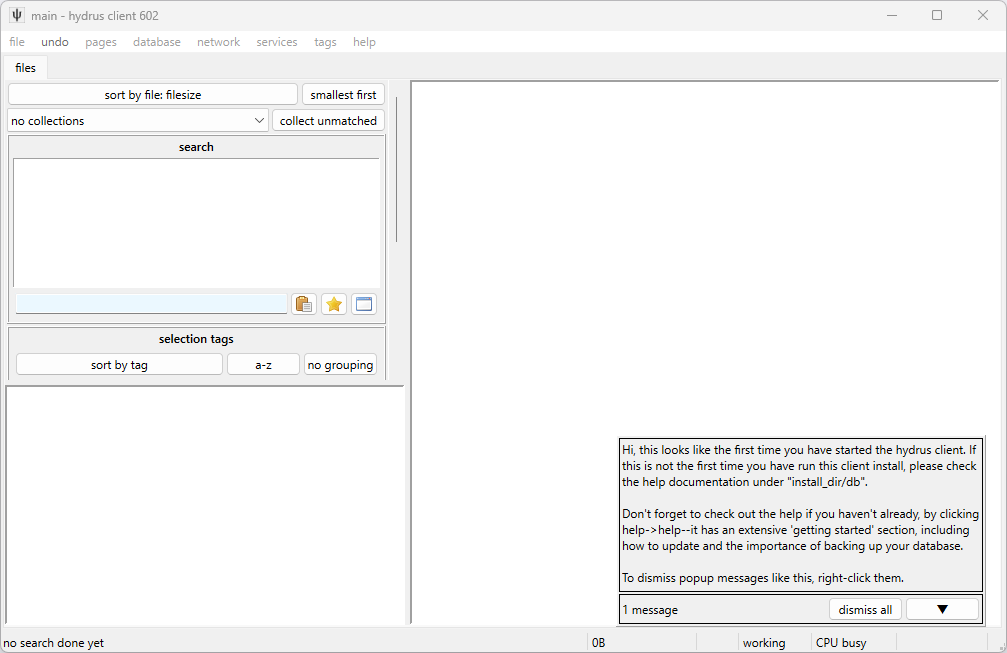 main - hydrus client 602
file undo pages database network services tags help
files
sort by file: filesize smallest first
no collections collect unmatched
search
selection tags
sort by tag a-z no grouping
Hi, this looks like the first time you have started the hydrus client. If
this is not the first time you have run this client install, please check
the help documentation under "install_dir/db".
Don't forget to check out the help if you haven't already, by clicking
help->help--it has an extensive 'getting started' section, including
how to update and the importance of backing up your database.
To dismiss popup messages like this, right-click them.
1 message dismiss all ▼
no search done yet 0B working CPU busy